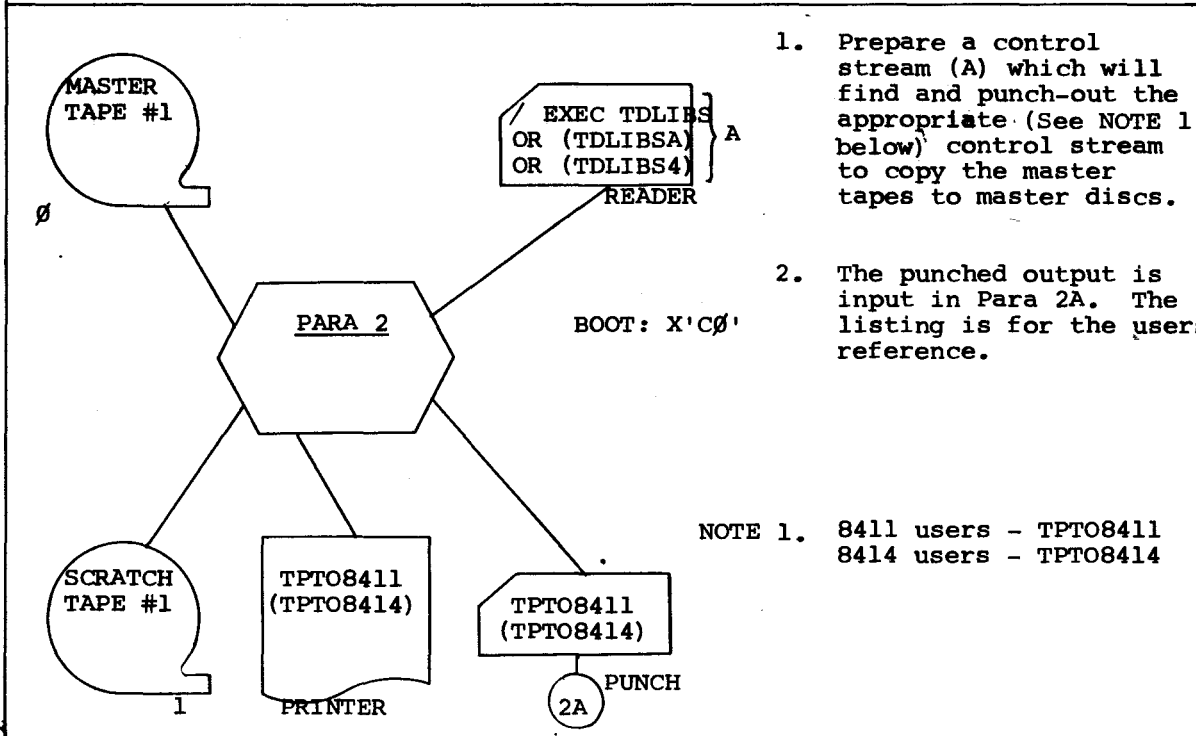 MASTER
TAPE #1
Ø
/ EXEC TDLIBS
OR (TDLIBSA)
OR (TDLIBS4)
A
READER
PARA 2
BOOT: X'CØ'
SCRATCH
TAPE #1
1
TPTO8411
(TPTO8414)
PRINTER
TPTO8411
(TPTO8414)
PUNCH
2A
1. Prepare a control
stream (A) which will
find and punch-out the
appropriate (See NOTE 1
below) control stream
to copy the master
tapes to master discs.
2. The punched output is
input in Para 2A. The
listing is for the users
reference.
NOTE 1. 8411 users - TPTO8411
8414 users - TPTO8414